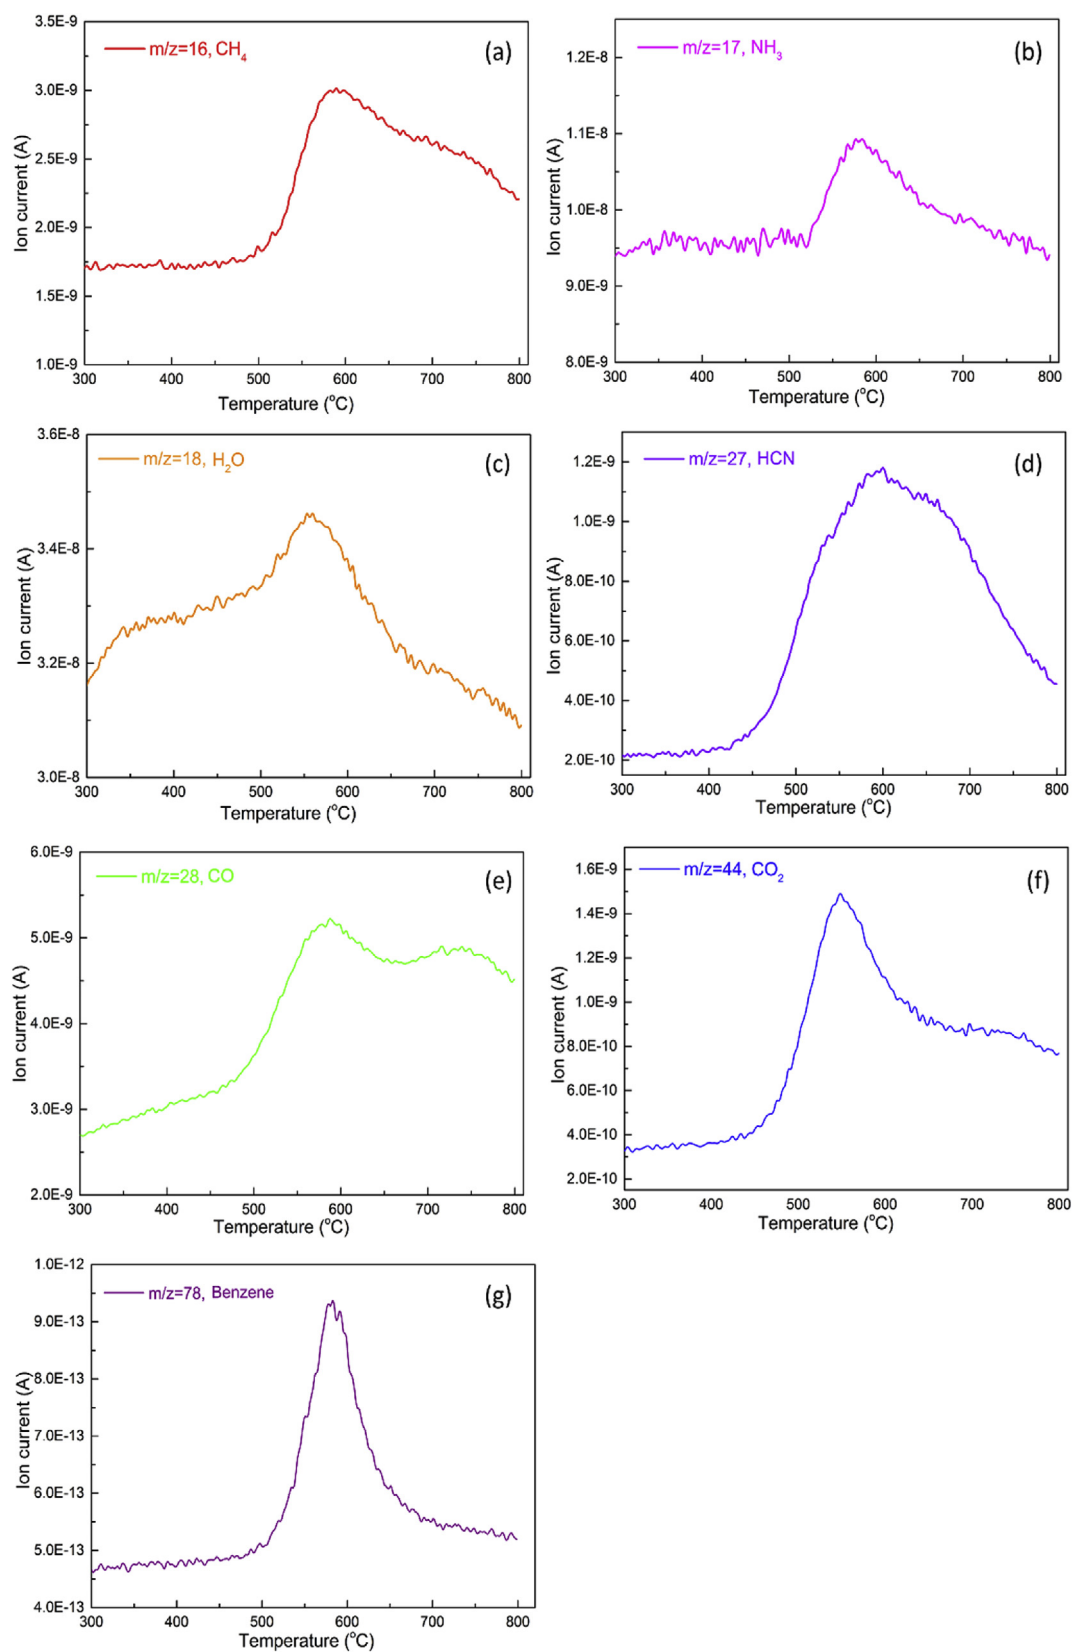 3.5E-9
m/z=16, CH4
(a)
3.0E-9
2.5E-9
2.0E-9
1.5E-9
1.0E-9
Ion current (A)
300 400 500 600 700 800
Temperature (°C)
m/z=17, NH3
(b)
1.2E-8
1.1E-8
1.0E-8
9.0E-9
8.0E-9
Ion current (A)
300 400 500 600 700 800
Temperature (°C)
3.6E-8
m/z=18, H2O
(c)
3.4E-8
3.2E-8
3.0E-8
Ion current (A)
300 400 500 600 700 800
Temperature (°C)
1.2E-9
m/z=27, HCN
(d)
1.0E-9
8.0E-10
6.0E-10
4.0E-10
2.0E-10
Ion current (A)
300 400 500 600 700 800
Temperature (°C)
6.0E-9
m/z=28, CO
(e)
5.0E-9
4.0E-9
3.0E-9
2.0E-9
Ion current (A)
300 400 500 600 700 800
Temperature (°C)
1.6E-9
m/z=44, CO2
(f)
1.4E-9
1.2E-9
1.0E-9
8.0E-10
6.0E-10
4.0E-10
2.0E-10
Ion current (A)
300 400 500 600 700 800
Temperature (°C)
1.0E-12
m/z=78, Benzene
(g)
9.0E-13
8.0E-13
7.0E-13
6.0E-13
5.0E-13
4.0E-13
Ion current (A)
300 400 500 600 700 800
Temperature (°C)